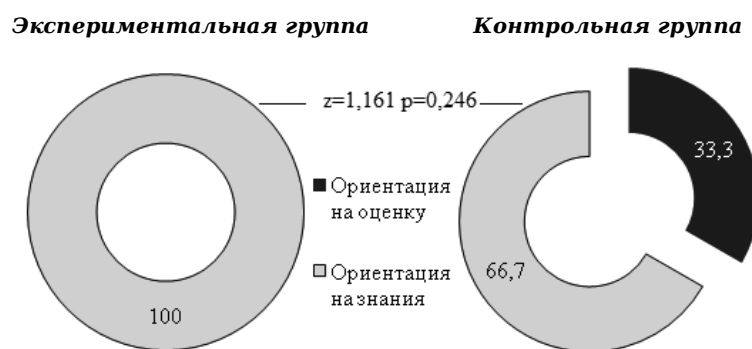 Экспериментальная группа
Контрольная группа
z=1,161 p=0,246
33,3
Ориентация
на оценку
66,7
Ориентация
на знания
100